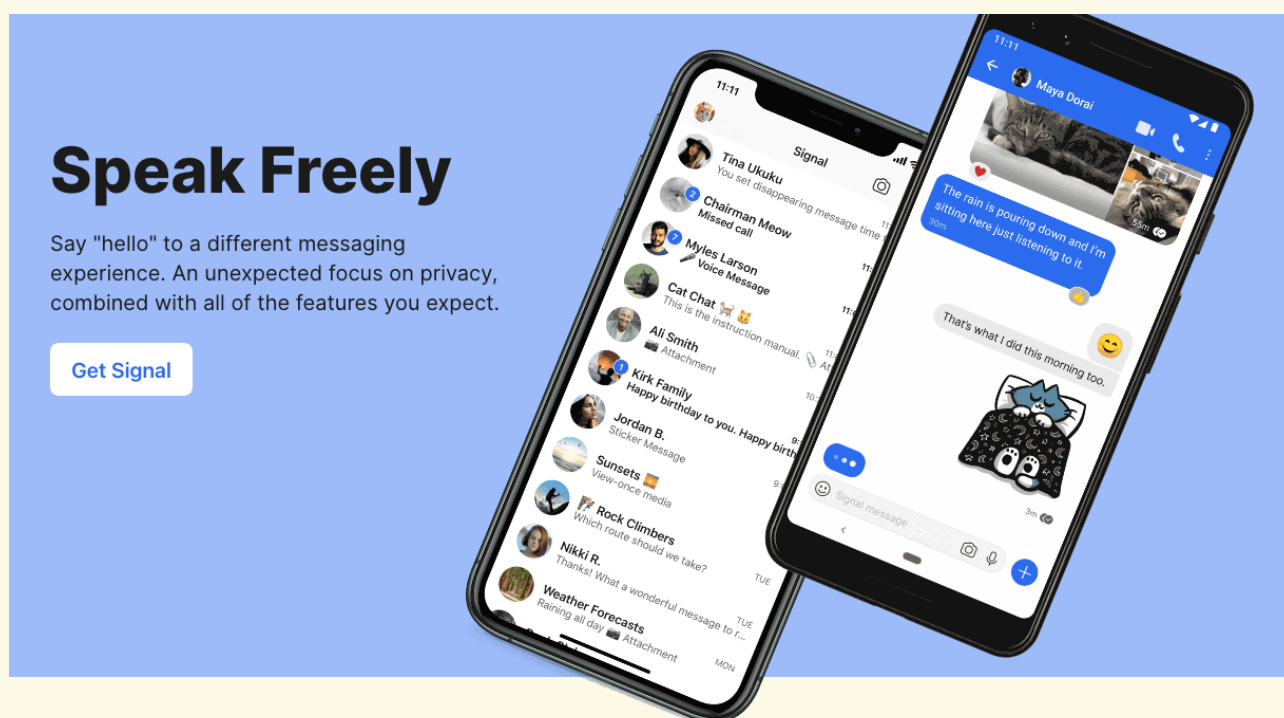 Speak Freely
Say "hello" to a different messaging
experience. An unexpected focus on privacy,
combined with all of the features you expect.
Get Signal
11:11
Signal
Tina Ukuku
You set disappearing message time
2
Chairman Meow
Missed call
Myles Larson
🎤 Voice Message
Cat Chat 🐈 🐱
This is the instruction manual. 📎
Ali Smith
📷 Attachment
1
Kirk Family
Happy birthday to you. Happy birth
Jordan B.
Sticker Message
Sunsets 🌅
View-once media
🧗 Rock Climbers
Which route should we take?
TUE
Nikki R.
Thanks! What a wonderful message to r...
TUE
Weather Forecasts
Raining all day 📷 Attachment
MON
11:11
Maya Dorai
55m
The rain is pouring down and I'm
sitting here just listening to it.
30m
That's what I did this morning too.
3m
Signal message